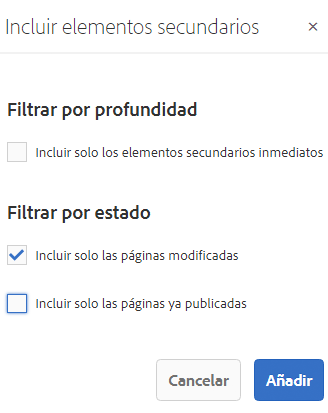 Incluir elementos secundarios
Filtrar por profundidad
Incluir solo los elementos secundarios inmediatos
Filtrar por estado
Incluir solo las páginas modificadas
Incluir solo las páginas ya publicadas
Cancelar Añadir